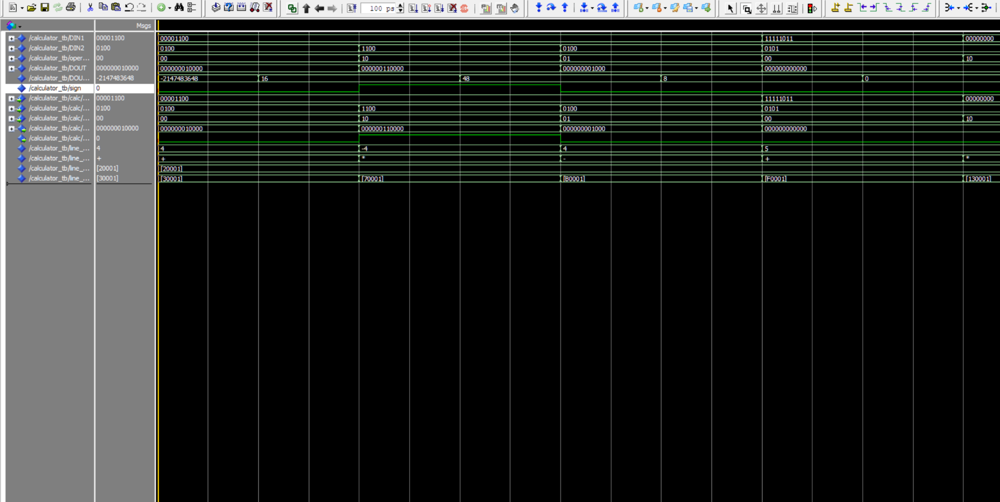 100 ps
Msgs
/calculator_tb/DIN1 00001100 00001100 11111011 00000000
/calculator_tb/DIN2 0100 0100 1100 0100 0101
/calculator_tb/oper... 00 00 10 01 00 10
/calculator_tb/DOUT 000000010000 000000010000 000000110000 000000001000 000000000000
/calculator_tb/DOU... -2147483648 -2147483648 16 48 8 0
/calculator_tb/sign 0
/calculator_tb/calc/... 00001100 00001100 11111011 00000000
/calculator_tb/calc/... 0100 0100 1100 0100 0101
/calculator_tb/calc/... 00 00 10 01 00 10
/calculator_tb/calc/... 000000010000 000000010000 000000110000 000000001000 000000000000
/calculator_tb/calc/... 0
/calculator_tb/line_... 4 4 -4 4 5
/calculator_tb/line_... + + * - + *
/calculator_tb/line_... [20001] [20001]
/calculator_tb/line_... [30001] [30001] [70001] [B0001] [F0001] [130001]